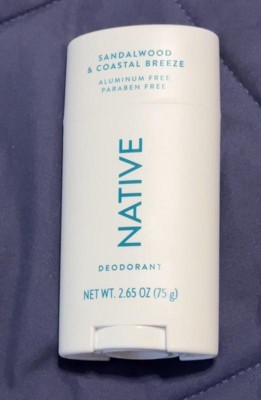 SANDALWOOD
& COASTAL BREEZE
ALUMINUM FREE
PARABEN FREE
NATIVE
DEODORANT
NET WT. 2.65 OZ (75 g)